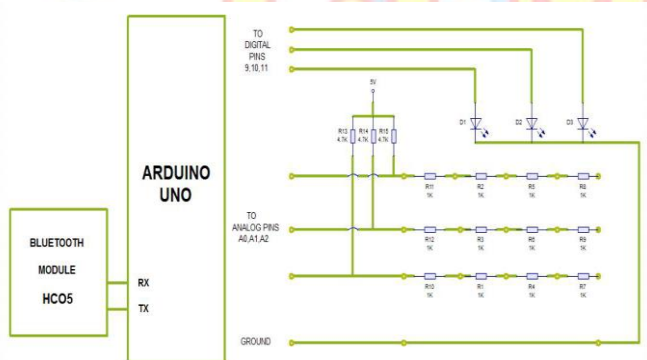 TO
DIGITAL
PINS
9,10,11
5V
D1
D2
D3
R13
4.7K
R14
4.7K
R15
4.7K
ARDUINO
UNO
R11
1K
R2
1K
R5
1K
R8
1K
TO
ANALOG PINS
A0,A1,A2
R12
1K
R3
1K
R6
1K
R9
1K
BLUETOOTH
MODULE
HCO5
RX
TX
R10
1K
R1
1K
R4
1K
R7
1K
GROUND